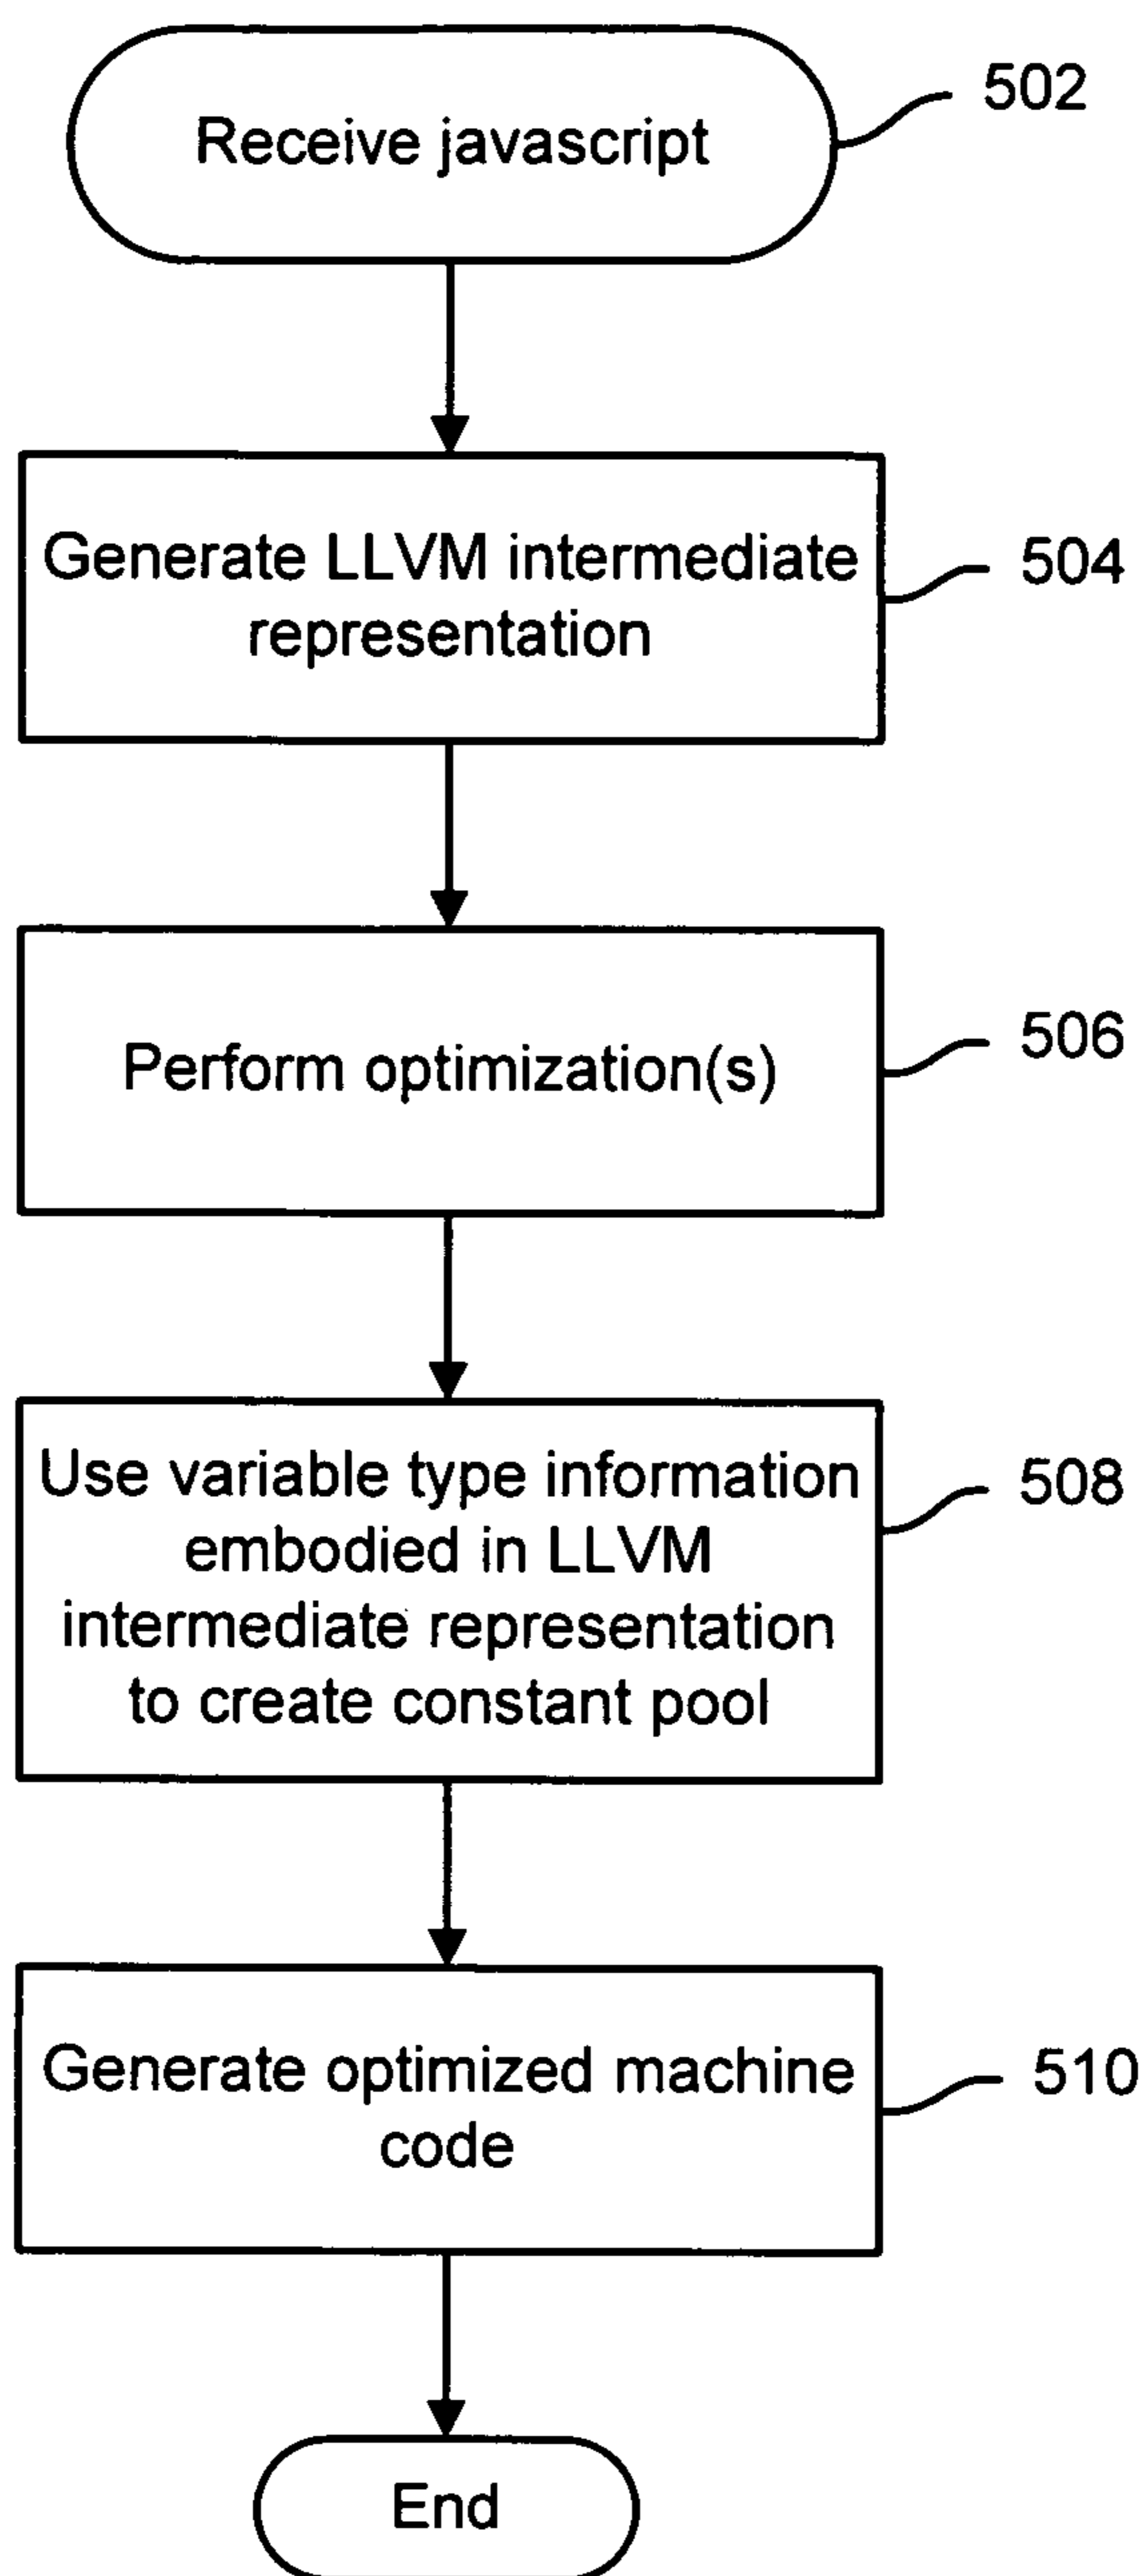 Receive javascript
502
Generate LLVM intermediate
representation
504
Perform optimization(s)
506
Use variable type information
embodied in LLVM
intermediate representation
to create constant pool
508
Generate optimized machine
code
510
End